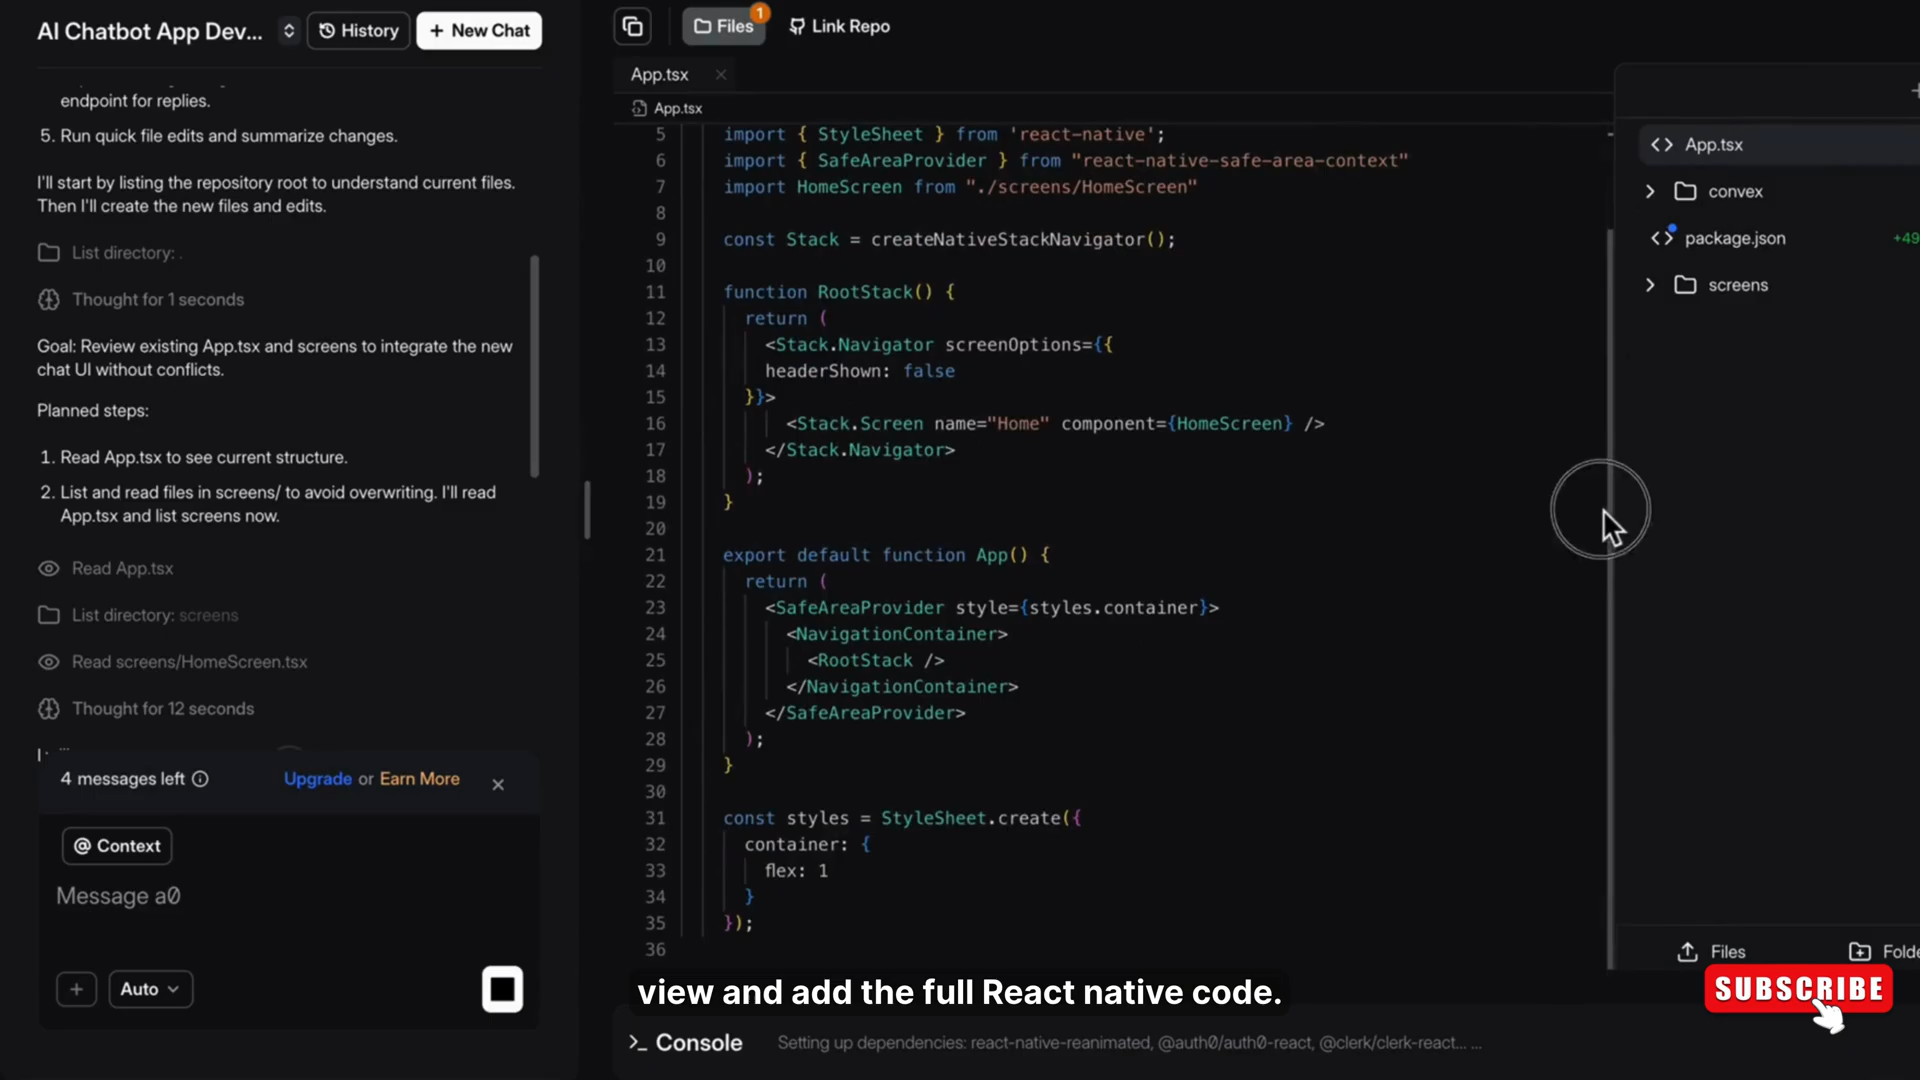 AI Chatbot App Dev...
History
+ New Chat
endpoint for replies.
5. Run quick file edits and summarize changes.
I'll start by listing the repository root to understand current files.
Then I'll create the new files and edits.
List directory: .
Thought for 1 seconds
Goal: Review existing App.tsx and screens to integrate the new
chat UI without conflicts.
Planned steps:
1. Read App.tsx to see current structure.
2. List and read files in screens/ to avoid overwriting. I'll read
App.tsx and list screens now.
Read App.tsx
List directory: screens
Read screens/HomeScreen.tsx
Thought for 12 seconds
4 messages left
Upgrade or Earn More
@ Context
Message a0
+
Auto
Files
1
Link Repo
App.tsx
App.tsx
5 import { StyleSheet } from 'react-native';
6 import { SafeAreaProvider } from "react-native-safe-area-context"
7 import HomeScreen from "./screens/HomeScreen"
8
9 const Stack = createNativeStackNavigator();
10
11 function RootStack() {
12 return (
13 <Stack.Navigator screenOptions={{
14 headerShown: false
15 }}>
16 <Stack.Screen name="Home" component={HomeScreen} />
17 </Stack.Navigator>
18 );
19 }
20
21 export default function App() {
22 return (
23 <SafeAreaProvider style={styles.container}>
24 <NavigationContainer>
25 <RootStack />
26 </NavigationContainer>
27 </SafeAreaProvider>
28 );
29 }
30
31 const styles = StyleSheet.create({
32 container: {
33 flex: 1
34 }
35 });
36
view and add the full React native code.
>_ Console
Setting up dependencies: react-native-reanimated, @auth0/auth0-react, @clerk/clerk-react... ...
App.tsx
convex
package.json
+49
screens
Files
Folde
SUBSCRIBE